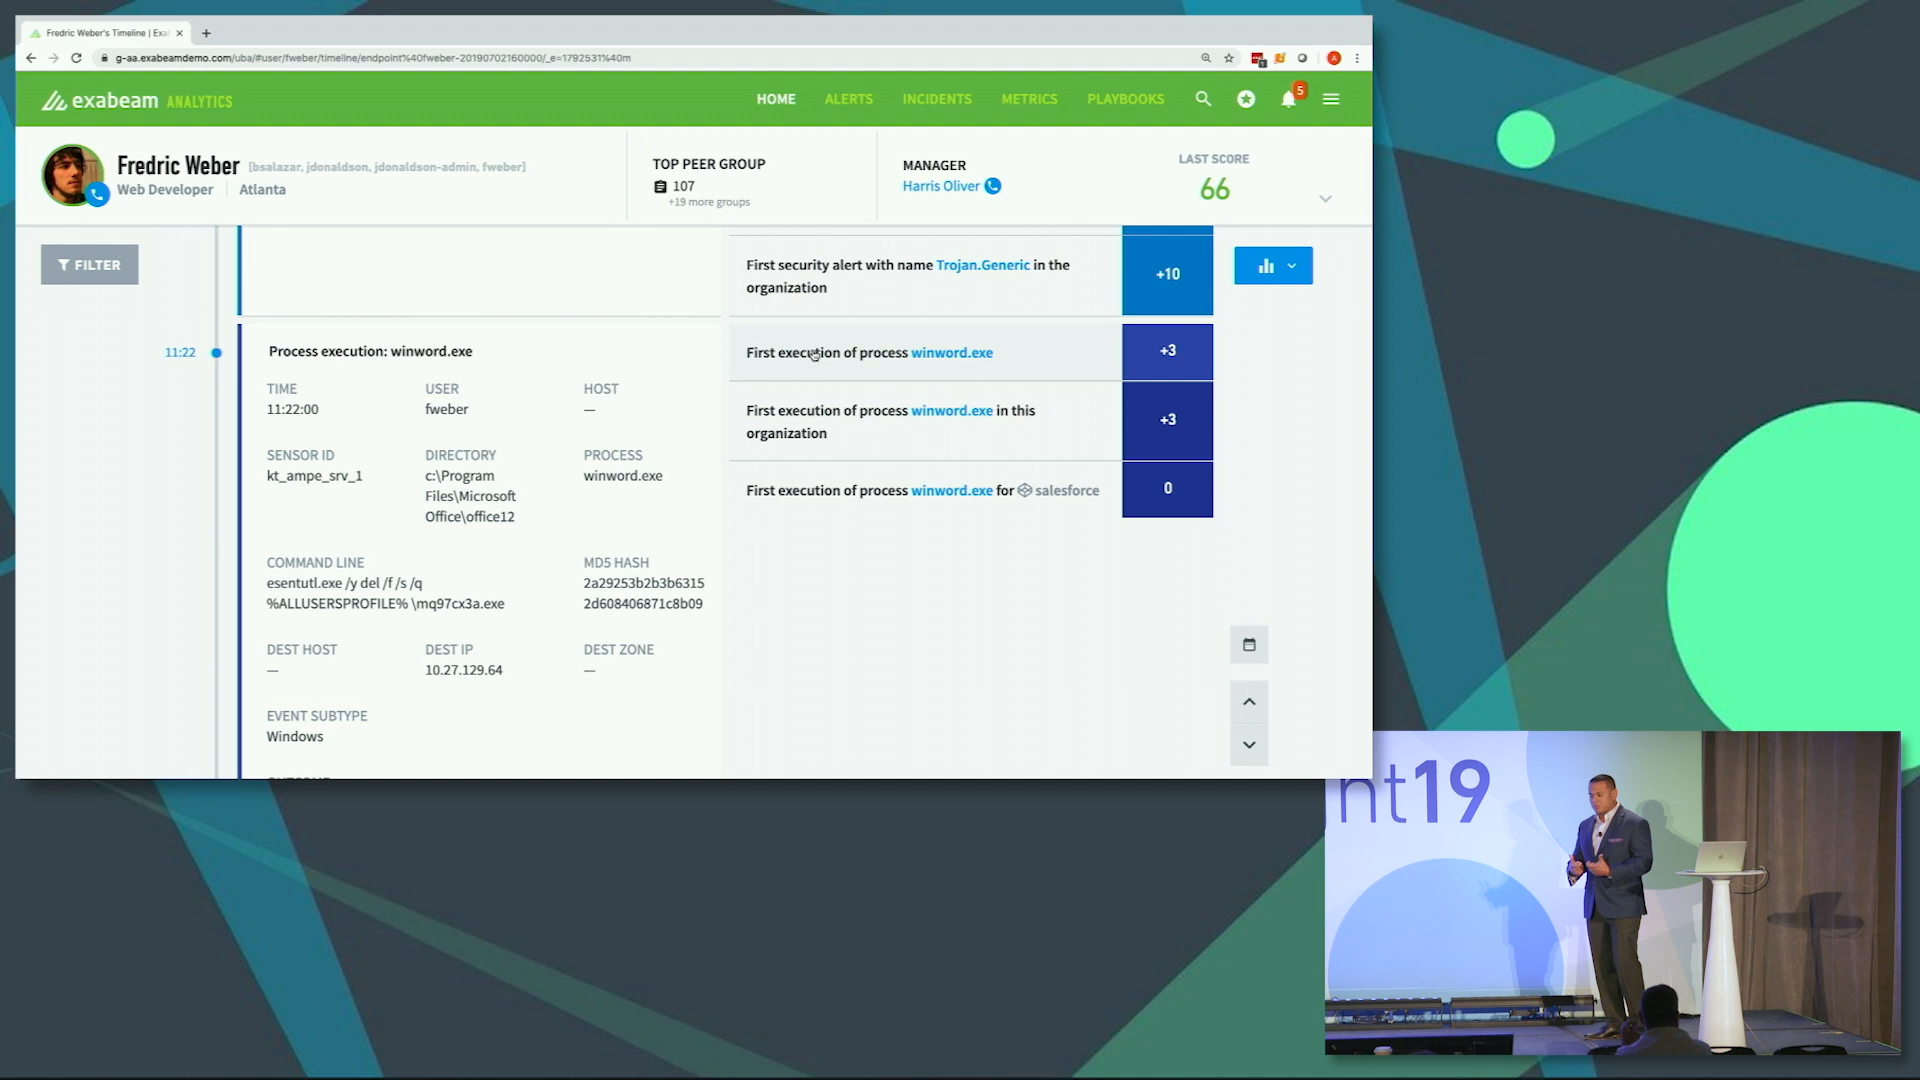 Fredric Weber's Timeline | Exa
g-aa.exabeamdemo.com/uba/#user/fweber/timeline/endpoint%40fweber-20190702160000/_e=1792531%40m
exabeam ANALYTICS
HOME ALERTS INCIDENTS METRICS PLAYBOOKS 5
Fredric Weber [bsalazar, jdonaldson, jdonaldson-admin, fweber]
Web Developer Atlanta
TOP PEER GROUP
107
+19 more groups
MANAGER
Harris Oliver
LAST SCORE
66
FILTER
First security alert with name Trojan.Generic in the
organization
+10
11:22
Process execution: winword.exe
TIME USER HOST
11:22:00 fweber —
SENSOR ID DIRECTORY PROCESS
kt_ampe_srv_1 c:\Program winword.exe
Files\Microsoft
Office\office12
COMMAND LINE MD5 HASH
esentutl.exe /y del /f /s /q 2a29253b2b3b6315
%ALLUSERSPROFILE% \mq97cx3a.exe 2d608406871c8b09
DEST HOST DEST IP DEST ZONE
— 10.27.129.64 —
EVENT SUBTYPE
Windows
First execution of process winword.exe
+3
First execution of process winword.exe in this
organization
+3
First execution of process winword.exe for salesforce
0
ht19